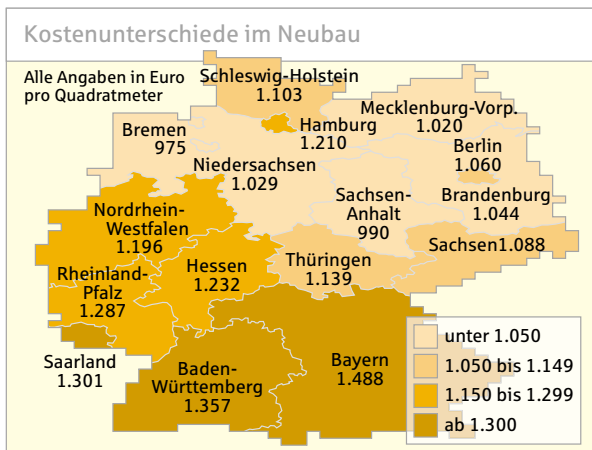 Kostenunterschiede im Neubau
Alle Angaben in Euro
pro Quadratmeter
Schleswig-Holstein
1.103
Mecklenburg-Vorp.
1.020
Hamburg
1.210
Bremen
975
Berlin
1.060
Niedersachsen
1.029
Sachsen-
Anhalt
990
Brandenburg
1.044
Nordrhein-
Westfalen
1.196
Sachsen1.088
Hessen
1.232
Thüringen
1.139
Rheinland-
Pfalz
1.287
Saarland
1.301
Baden-
Württemberg
1.357
Bayern
1.488
unter 1.050
1.050 bis 1.149
1.150 bis 1.299
ab 1.300